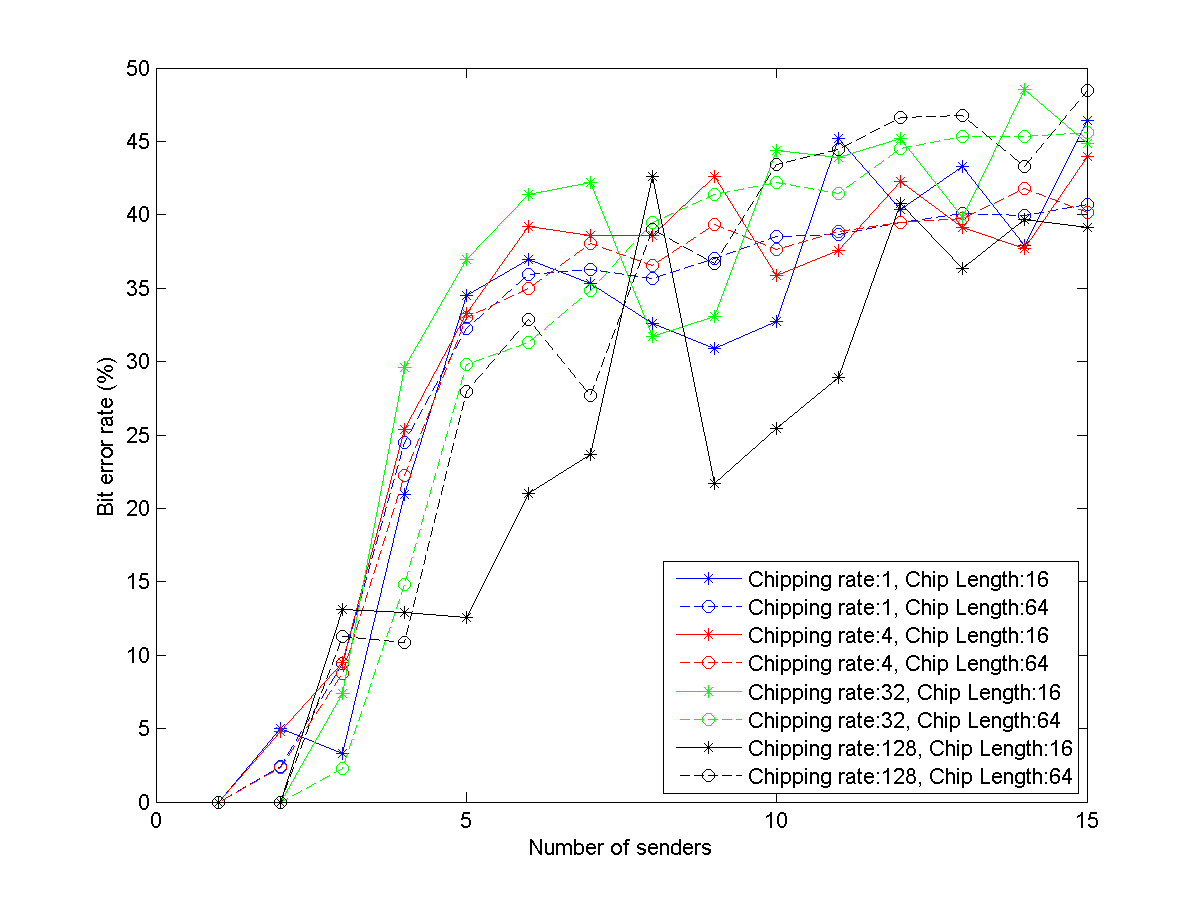 50
45
40
35
30
25
20
15
10
5
0
Bit error rate (%)
0 5 10 15
Number of senders
Chipping rate:1, Chip Length:16
Chipping rate:1, Chip Length:64
Chipping rate:4, Chip Length:16
Chipping rate:4, Chip Length:64
Chipping rate:32, Chip Length:16
Chipping rate:32, Chip Length:64
Chipping rate:128, Chip Length:16
Chipping rate:128, Chip Length:64